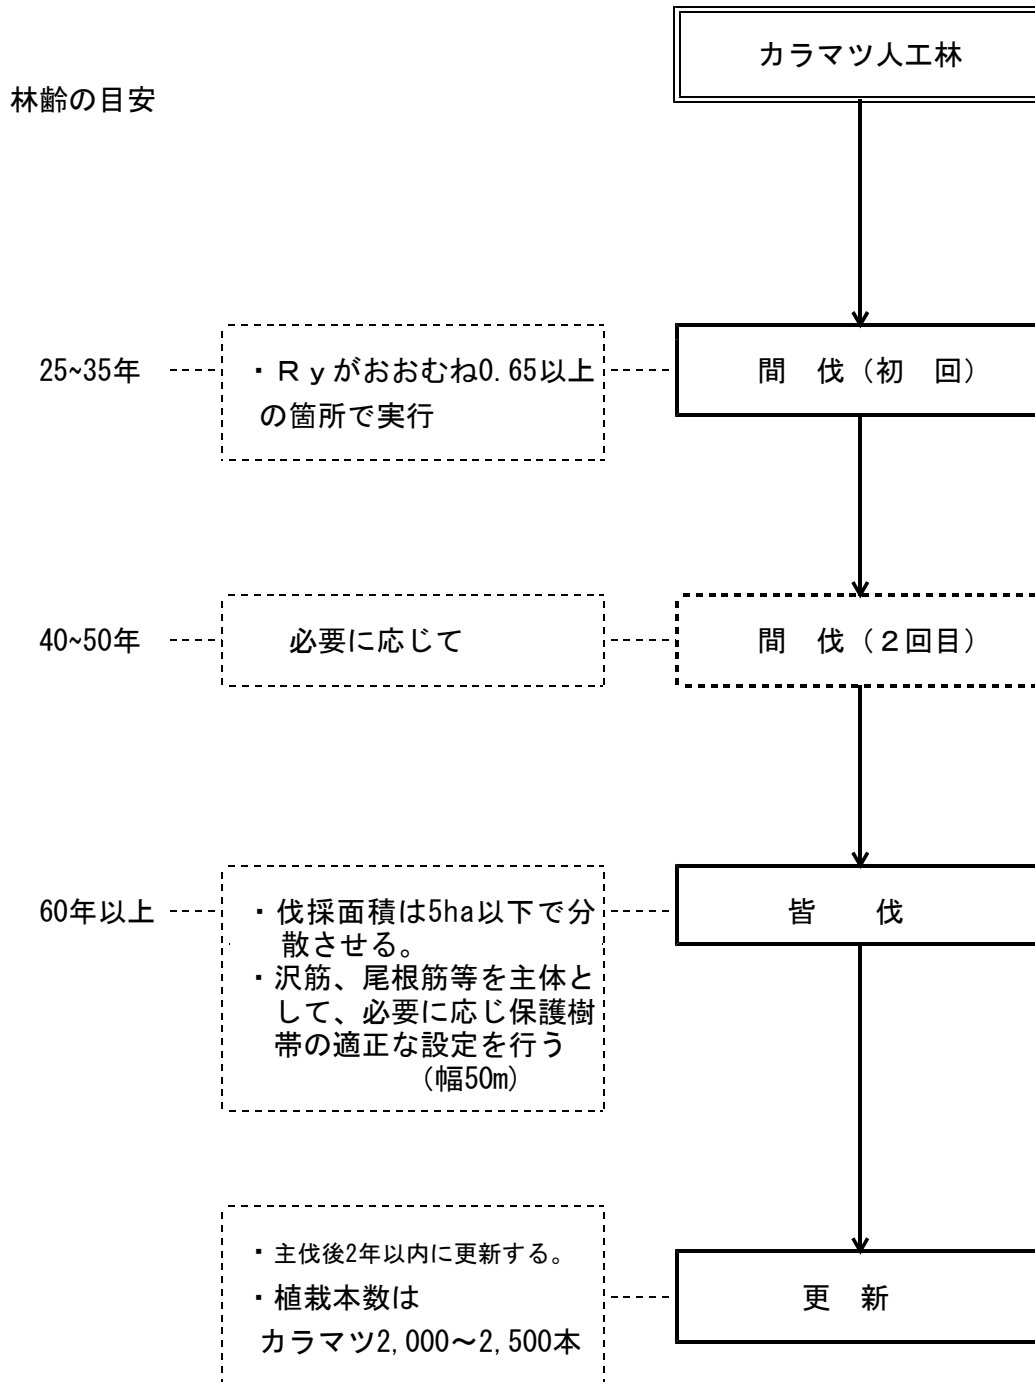 カラマツ人工林
林齢の目安
25~35年
・Ryがおおむね0.65以上
の箇所で実行
間 伐（初 回）
40~50年
必要に応じて
間 伐（２回目）
60年以上
・伐採面積は5ha以下で分
散させる。
・沢筋、尾根筋等を主体と
して、必要に応じ保護樹
帯の適正な設定を行う
（幅50m）
皆 伐
・主伐後2年以内に更新する。
・植栽本数は
カラマツ2,000～2,500本
更 新